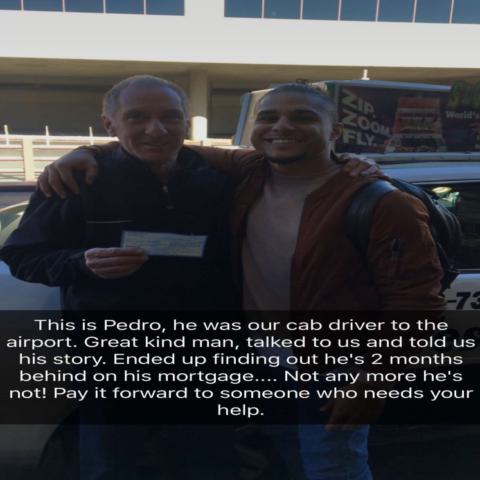 ZIP
ZOOM
FLY.
World's
-73
This is Pedro, he was our cab driver to the
airport. Great kind man, talked to us and told us
his story. Ended up finding out he's 2 months
behind on his mortgage.... Not any more he's
not! Pay it forward to someone who needs your
help.